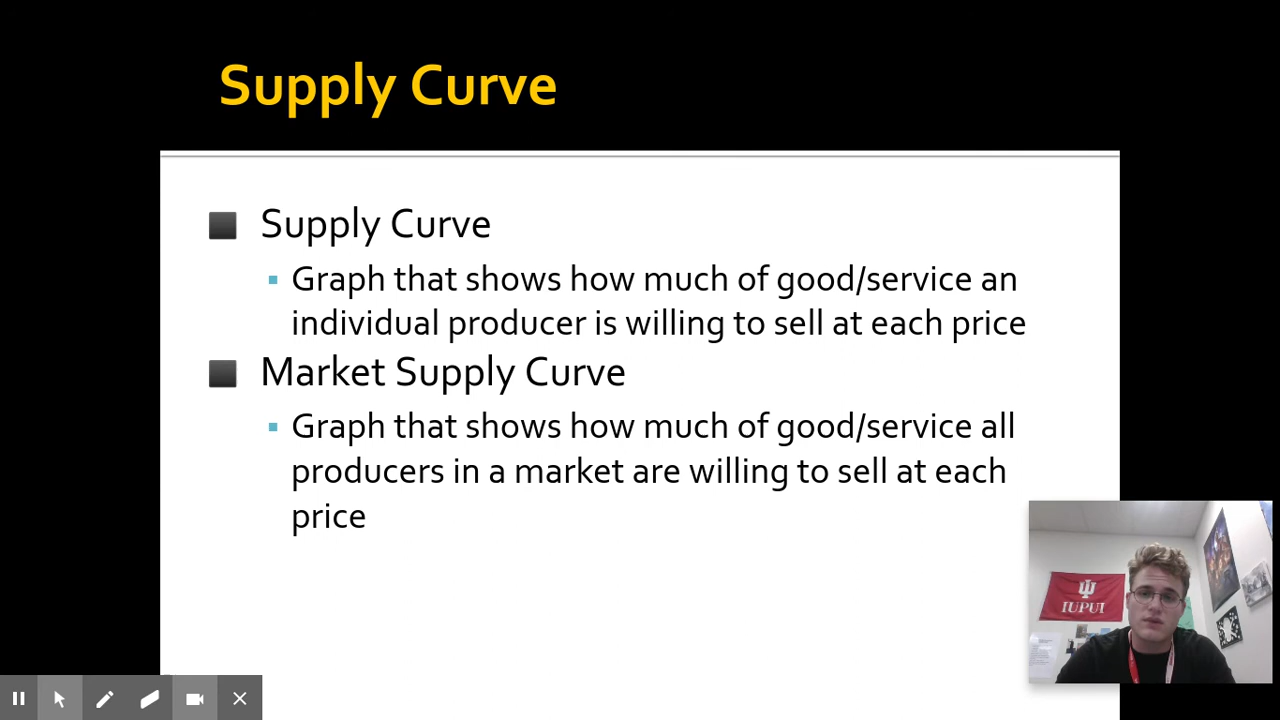 Supply Curve
Supply Curve
Graph that shows how much of good/service an
individual producer is willing to sell at each price
Market Supply Curve
Graph that shows how much of good/service all
producers in a market are willing to sell at each
price
IUPUI